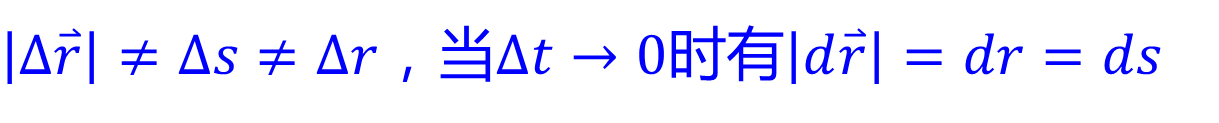 |Δr⃗| ≠ Δs ≠ Δr，当Δt → 0时有|dr⃗| = dr = ds